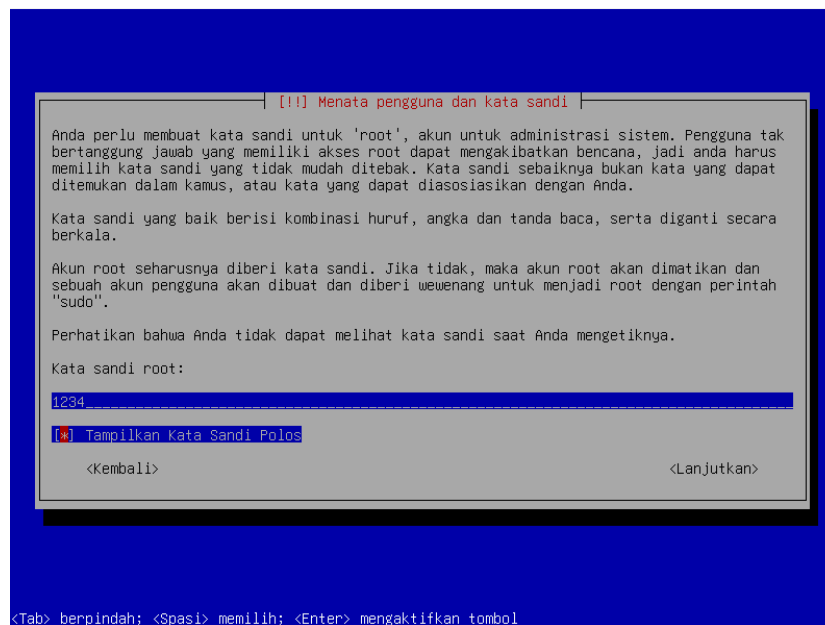 [!!] Menata pengguna dan kata sandi
Anda perlu membuat kata sandi untuk 'root', akun untuk administrasi sistem. Pengguna tak
bertanggung jawab yang memiliki akses root dapat mengakibatkan bencana, jadi anda harus
memilih kata sandi yang tidak mudah ditebak. Kata sandi sebaiknya bukan kata yang dapat
ditemukan dalam kamus, atau kata yang dapat diasosiasikan dengan Anda.
Kata sandi yang baik berisi kombinasi huruf, angka dan tanda baca, serta diganti secara
berkala.
Akun root seharusnya diberi kata sandi. Jika tidak, maka akun root akan dimatikan dan
sebuah akun pengguna akan dibuat dan diberi wewenang untuk menjadi root dengan perintah
"sudo".
Perhatikan bahwa Anda tidak dapat melihat kata sandi saat Anda mengetiknya.
Kata sandi root:
1234
[*] Tampilkan Kata Sandi Polos
<Kembali> <Lanjutkan>
<Tab> berpindah; <Spasi> memilih; <Enter> mengaktifkan tombol